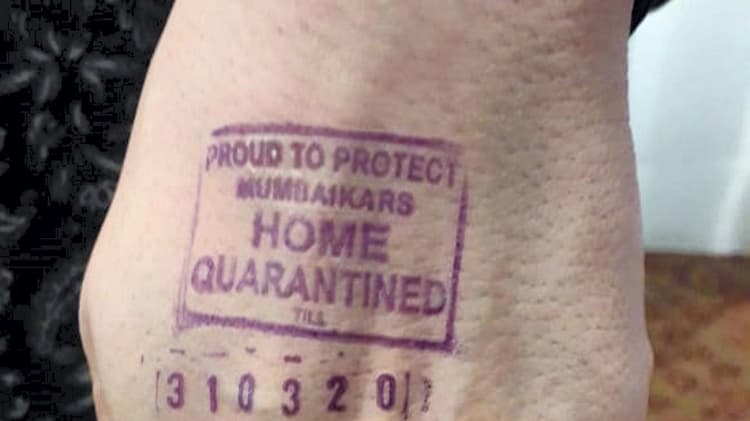 PROUD TO PROTECT
MUMBAIKARS
HOME
QUARANTINED
TILL
310320